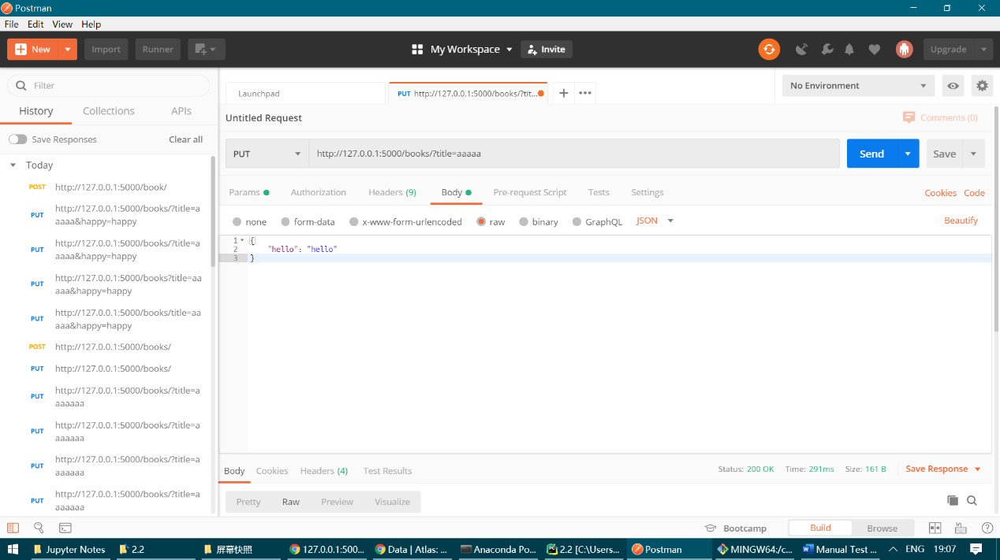 Postman
File Edit View Help
New Import Runner My Workspace Invite Upgrade
Filter
History Collections APIs
Save Responses Clear all
Today
POST http://127.0.0.1:5000/book/
PUT http://127.0.0.1:5000/books/?title=a
aaaa&happy=happy
PUT http://127.0.0.1:5000/books/?title=a
aaaa&happy=happy
PUT http://127.0.0.1:5000/books?title=aa
aaa&happy=happy
PUT http://127.0.0.1:5000/books/title=aa
aaa&happy=happy
POST http://127.0.0.1:5000/books/
PUT http://127.0.0.1:5000/books/
PUT http://127.0.0.1:5000/books/?title=a
aaaaaa
PUT http://127.0.0.1:5000/books/?title=a
aaaaaa
PUT http://127.0.0.1:5000/books/?title=a
aaaaaa
PUT http://127.0.0.1:5000/books/?title=a
aaaaaa
Launchpad PUT http://127.0.0.1:5000/books/?tit... No Environment
Untitled Request Comments (0)
PUT http://127.0.0.1:5000/books/?title=aaaaa Send Save
Params Authorization Headers (9) Body Pre-request Script Tests Settings Cookies Code
none form-data x-www-form-urlencoded raw binary GraphQL JSON Beautify
1 {
2 "hello": "hello"
3 }
Body Cookies Headers (4) Test Results Status: 200 OK Time: 291ms Size: 161 B Save Response
Pretty Raw Preview Visualize
Bootcamp Build Browse
Jupyter Notes 2.2 屏幕快照 127.0.0.1:500... Data | Atlas: ... Anaconda Po... 2.2 [C:\Users... Postman MINGW64:/c... Manual Test ... ENG 19:07